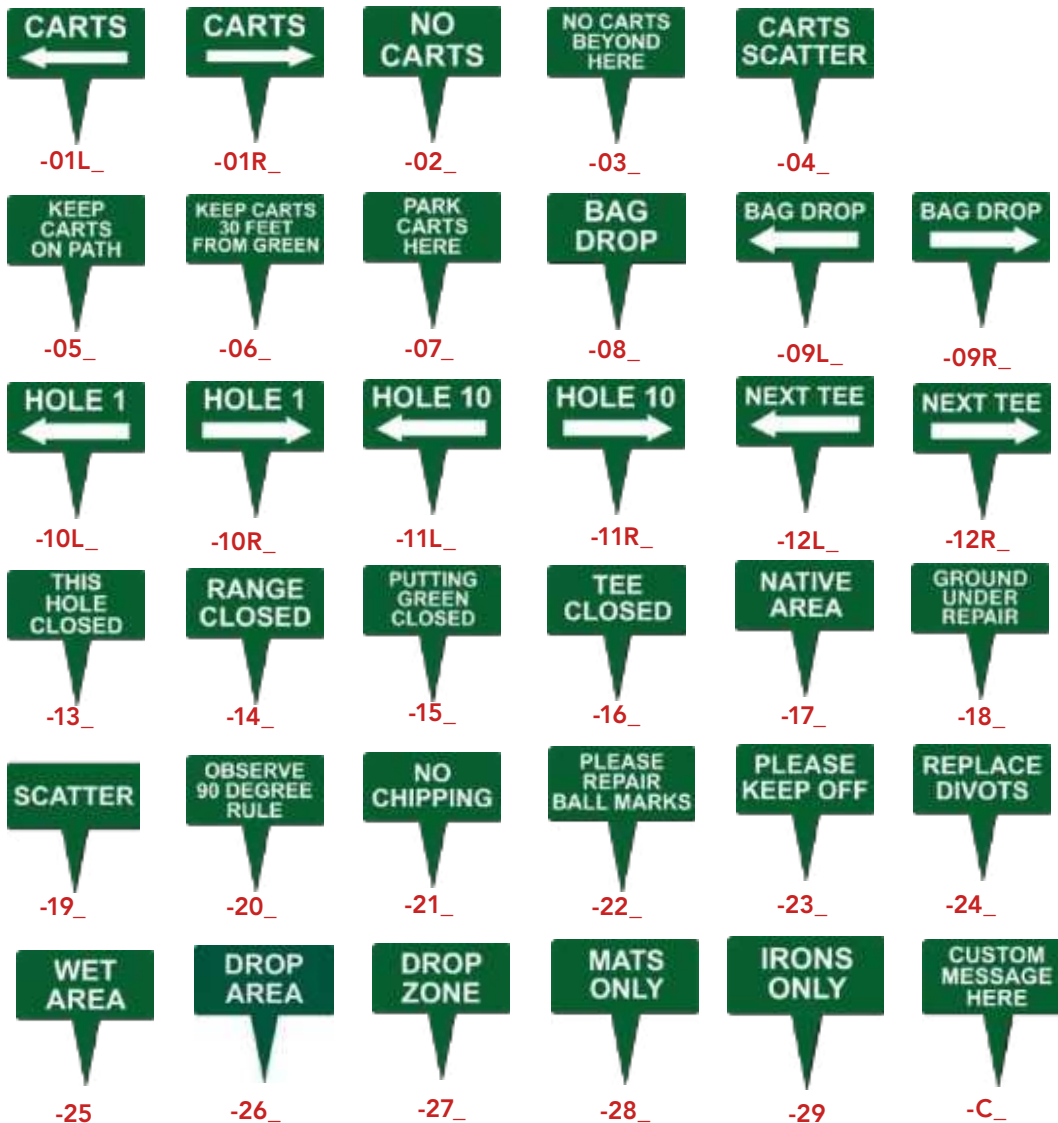 CARTS
CARTS
NO
CARTS
NO CARTS
BEYOND
HERE
CARTS
SCATTER
-01L_
-01R_
-02_
-03_
-04_
KEEP
CARTS
ON PATH
KEEP CARTS
30 FEET
FROM GREEN
PARK
CARTS
HERE
BAG
DROP
BAG DROP
BAG DROP
-05_
-06_
-07_
-08_
-09L_
-09R_
HOLE 1
HOLE 1
HOLE 10
HOLE 10
NEXT TEE
NEXT TEE
-10L_
-10R_
-11L_
-11R_
-12L_
-12R_
THIS
HOLE
CLOSED
RANGE
CLOSED
PUTTING
GREEN
CLOSED
TEE
CLOSED
NATIVE
AREA
GROUND
UNDER
REPAIR
-13_
-14_
-15_
-16_
-17_
-18_
SCATTER
OBSERVE
90 DEGREE
RULE
NO
CHIPPING
PLEASE
REPAIR
BALL MARKS
PLEASE
KEEP OFF
REPLACE
DIVOTS
-19_
-20_
-21_
-22_
-23_
-24_
WET
AREA
DROP
AREA
DROP
ZONE
MATS
ONLY
IRONS
ONLY
CUSTOM
MESSAGE
HERE
-25
-26_
-27_
-28_
-29
-C_